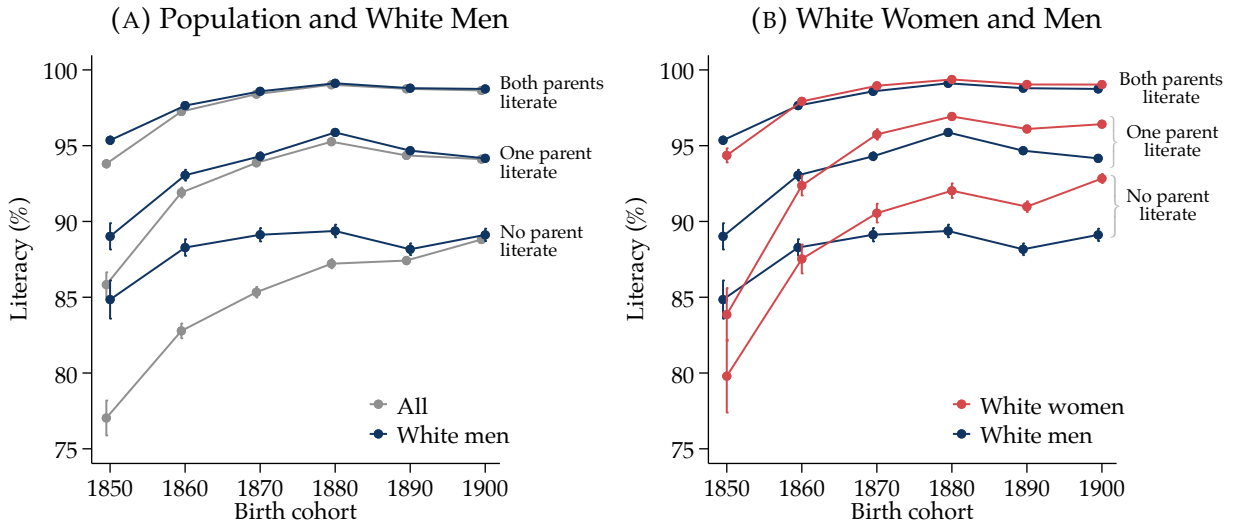 (A) Population and White Men
Literacy (%)
100
95
90
85
80
75
Both parents
literate
One parent
literate
No parent
literate
All
White men
1850 1860 1870 1880 1890 1900
Birth cohort
(B) White Women and Men
Literacy (%)
100
95
90
85
80
75
Both parents
literate
One parent
literate
No parent
literate
White women
White men
1850 1860 1870 1880 1890 1900
Birth cohort